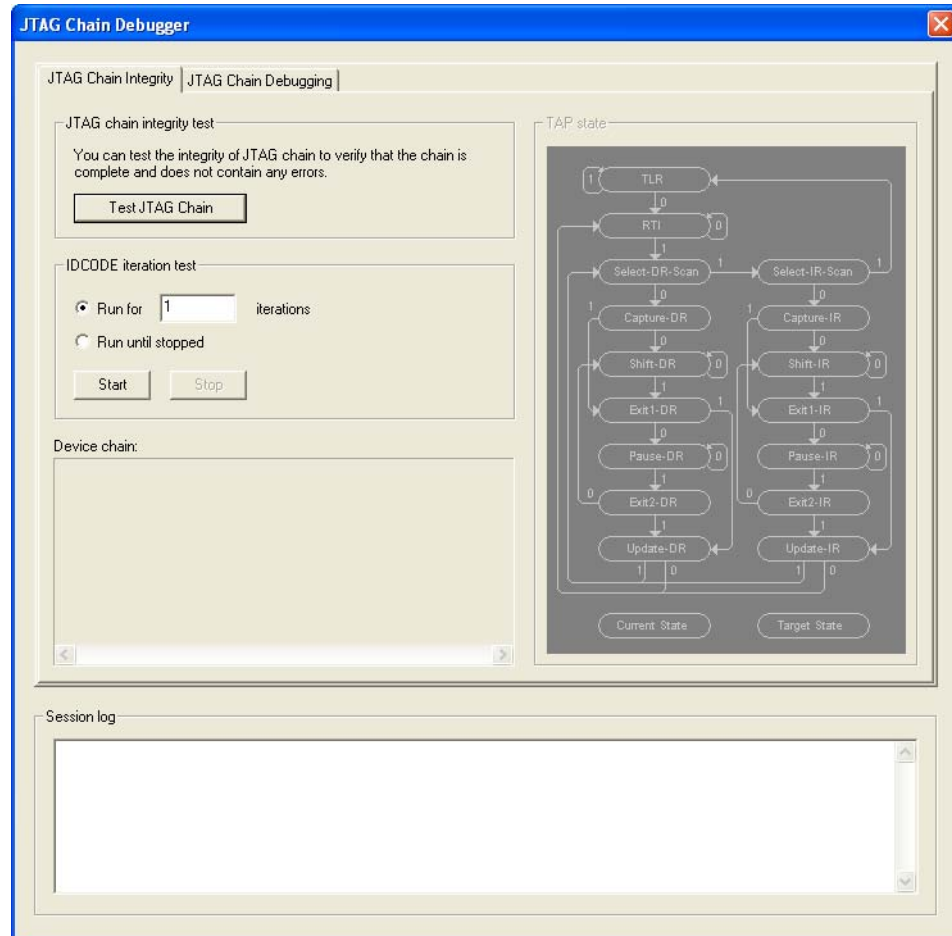 JTAG Chain Debugger
JTAG Chain Integrity
JTAG Chain Debugging
JTAG chain integrity test
You can test the integrity of JTAG chain to verify that the chain is
complete and does not contain any errors.
Test JTAG Chain
IDCODE iteration test
Run for 1 iterations
Run until stopped
Start Stop
Device chain:
TAP state
1 TLR
0
RTI 0
1
Select-DR-Scan 1 Select-IR-Scan 1
0 0
1 Capture-DR 1 Capture-IR
0 0
Shift-DR 0 Shift-IR 0
1 1
Exit1-DR 1 Exit1-IR 1
0 0
Pause-DR 0 Pause-IR 0
1 1
0 Exit2-DR 0 Exit2-IR
1 1
Update-DR Update-IR
1 0 1 0
Current State Target State
Session log